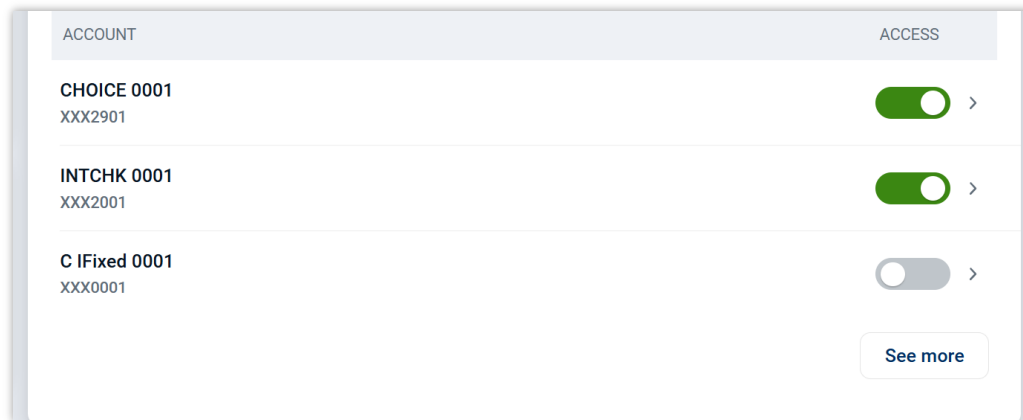 ACCOUNT ACCESS
CHOICE 0001
XXX2901
INTCHK 0001
XXX2001
C IFixed 0001
XXX0001
See more